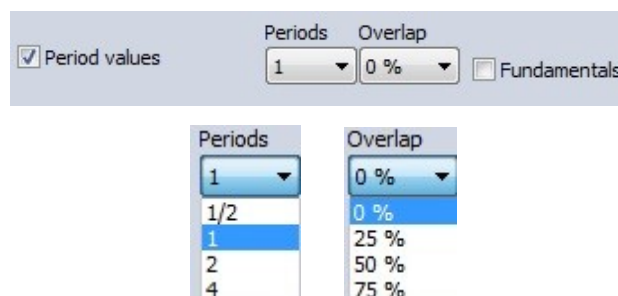 Periods Overlap
Period values 1 0 % Fundamentals
Periods Overlap
1 0 %
1/2 0 %
1 25 %
2 50 %
4 75 %